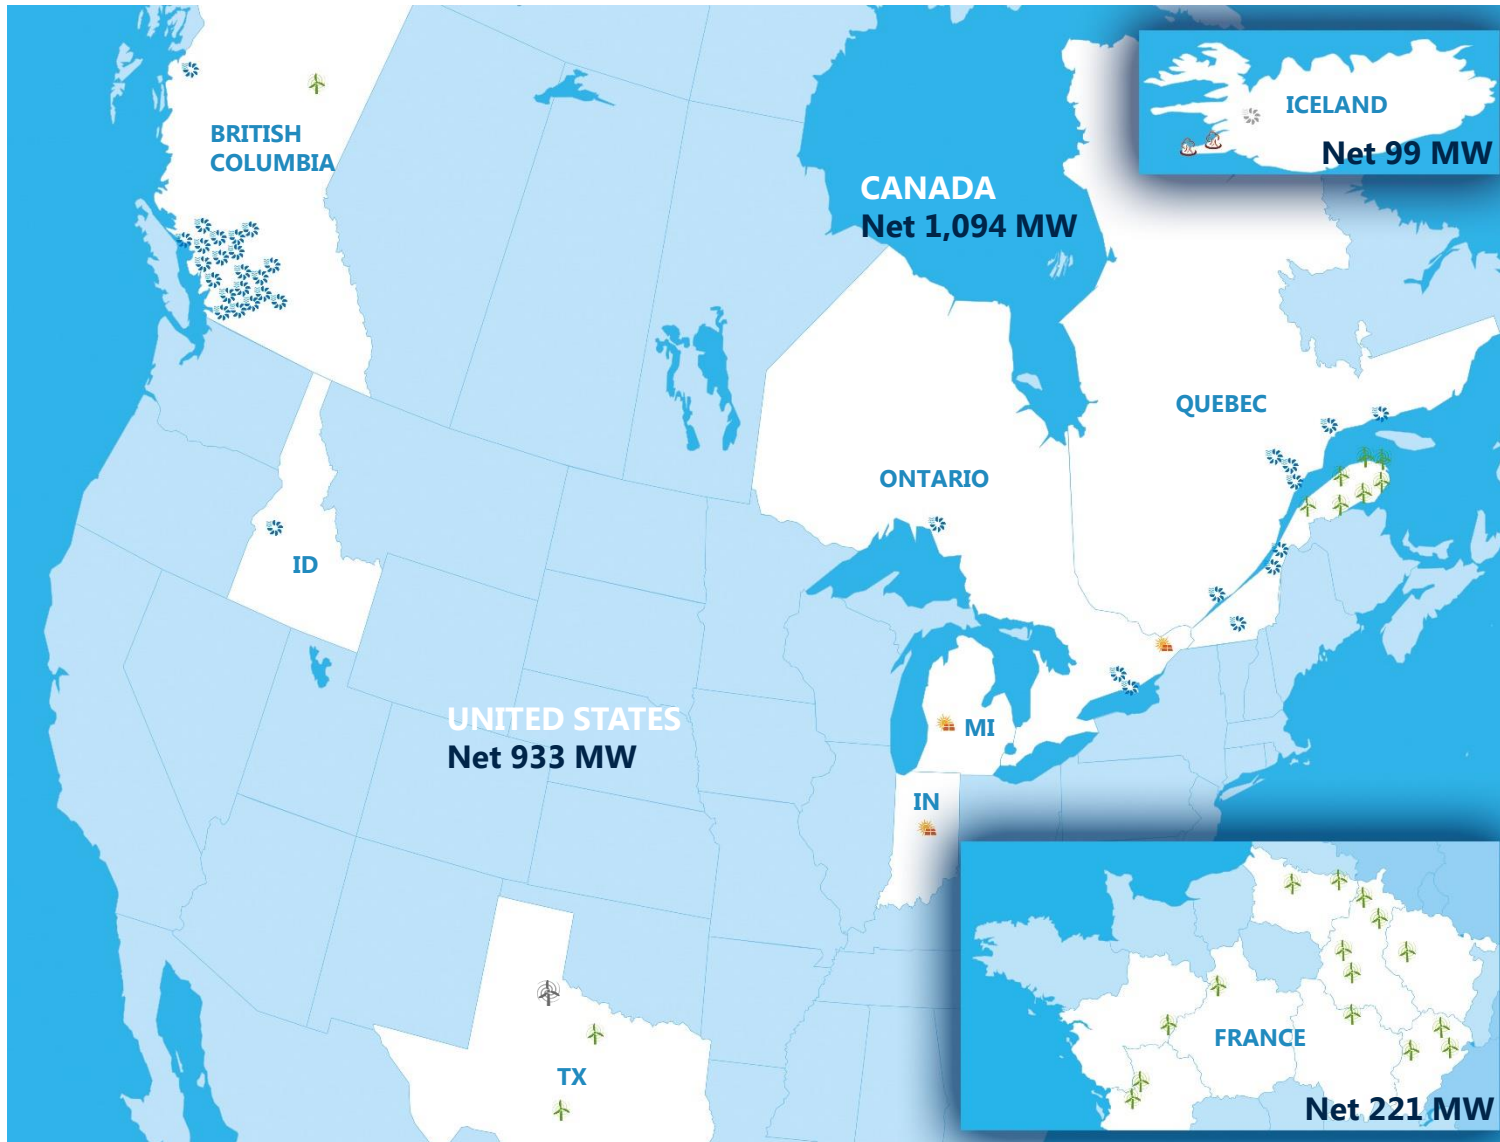 BRITISH
COLUMBIA
CANADA
Net 1,094 MW
ICELAND
Net 99 MW
QUEBEC
ONTARIO
ID
UNITED STATES
Net 933 MW
MI
IN
TX
FRANCE
Net 221 MW